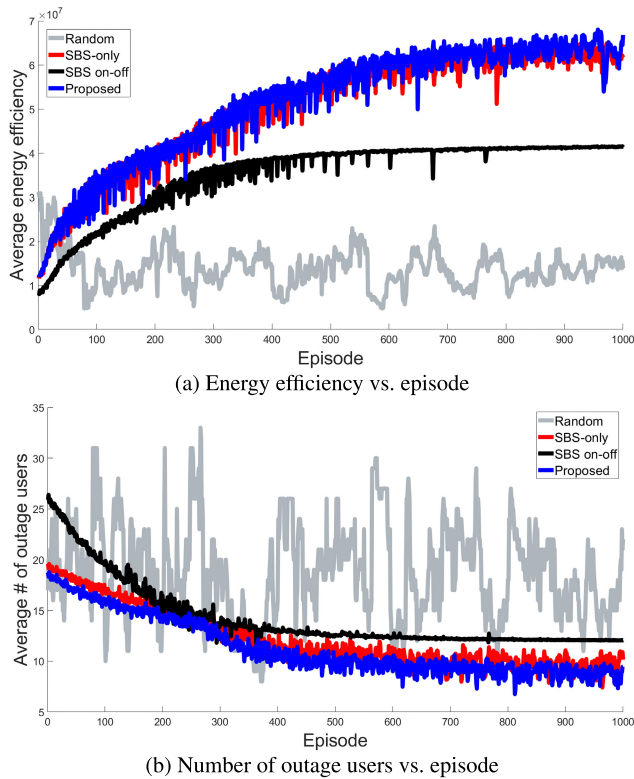 ×10⁷
7
6
5
4
3
2
1
0
Average energy efficiency
Random
SBS-only
SBS on-off
Proposed
0 100 200 300 400 500 600 700 800 900 1000
Episode
(a) Energy efficiency vs. episode
35
30
25
20
15
10
5
Average # of outage users
Random
SBS-only
SBS on-off
Proposed
0 100 200 300 400 500 600 700 800 900 1000
Episode
(b) Number of outage users vs. episode